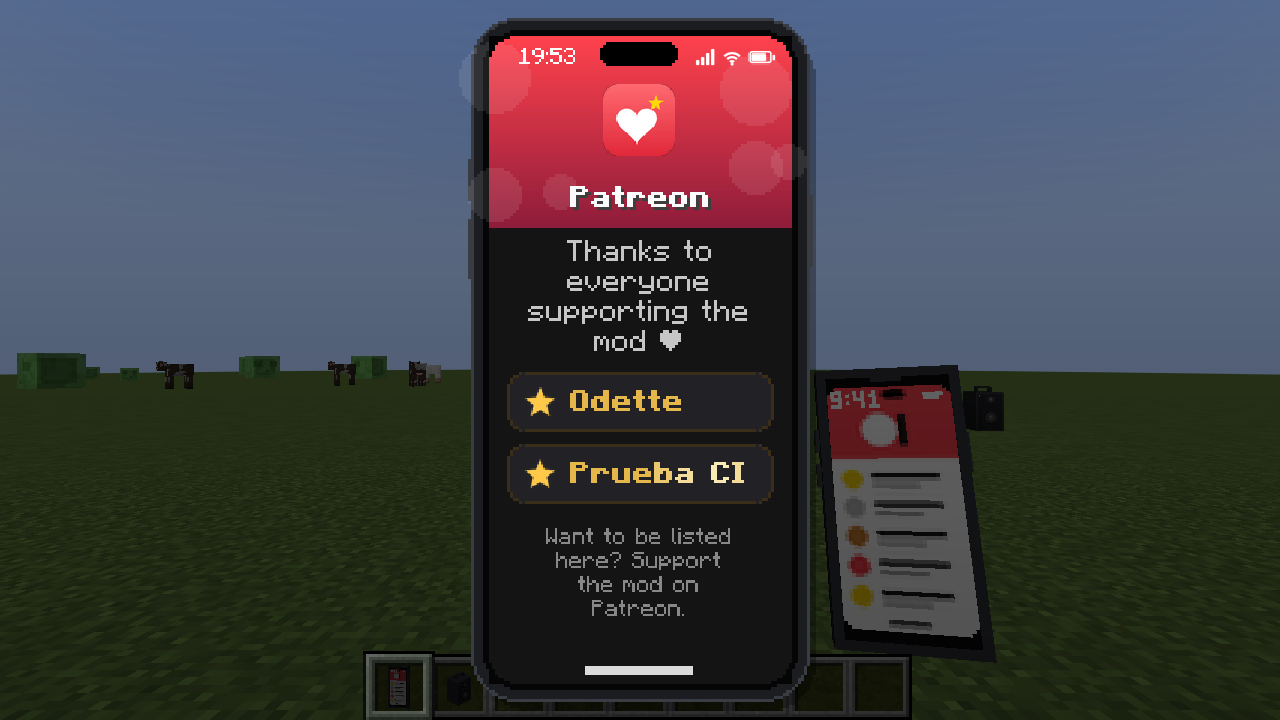 19:53
Patreon
Thanks to
everyone
supporting the
mod ♥
Odette
Prueba CI
Want to be listed
here? Support
the mod on
Patreon.
9:41